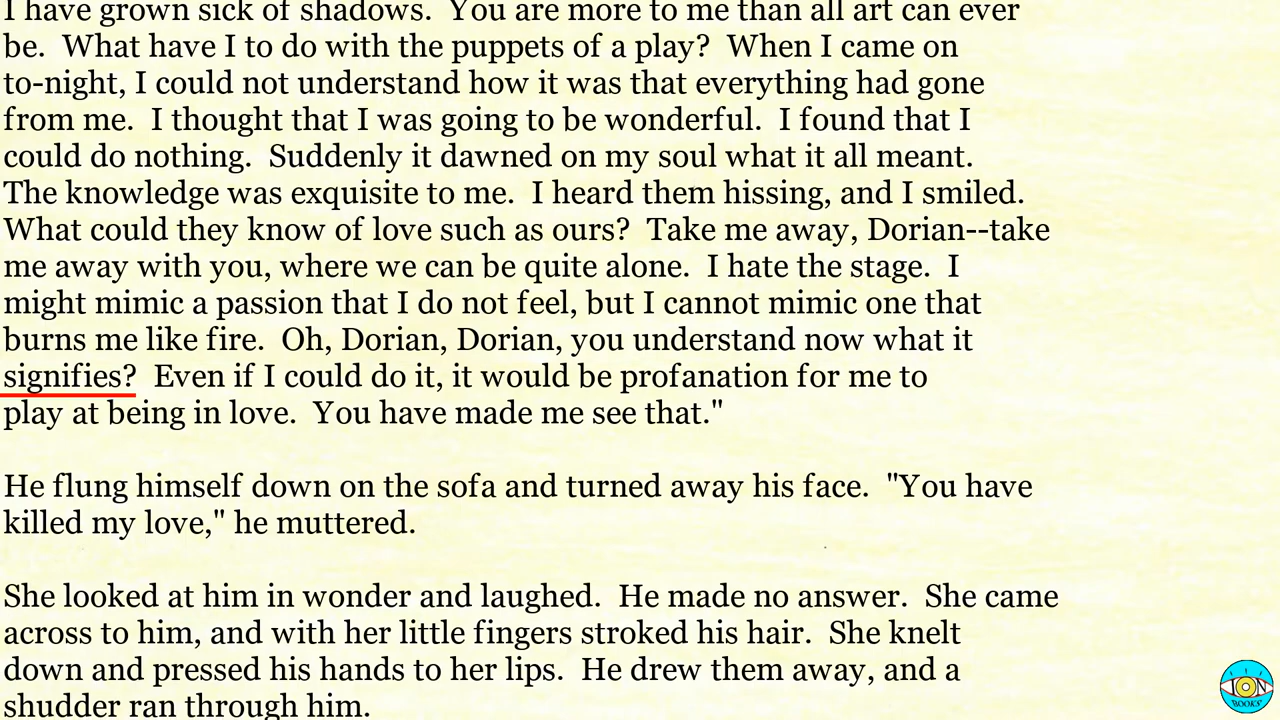 I have grown sick of shadows.  You are more to me than all art can ever
be.  What have I to do with the puppets of a play?  When I came on
to-night, I could not understand how it was that everything had gone
from me.  I thought that I was going to be wonderful.  I found that I
could do nothing.  Suddenly it dawned on my soul what it all meant.
The knowledge was exquisite to me.  I heard them hissing, and I smiled.
What could they know of love such as ours?  Take me away, Dorian--take
me away with you, where we can be quite alone.  I hate the stage.  I
might mimic a passion that I do not feel, but I cannot mimic one that
burns me like fire.  Oh, Dorian, Dorian, you understand now what it
signifies?  Even if I could do it, it would be profanation for me to
play at being in love.  You have made me see that."
He flung himself down on the sofa and turned away his face.  "You have
killed my love," he muttered.
She looked at him in wonder and laughed.  He made no answer.  She came
across to him, and with her little fingers stroked his hair.  She knelt
down and pressed his hands to her lips.  He drew them away, and a
shudder ran through him.
ION
BOOKS